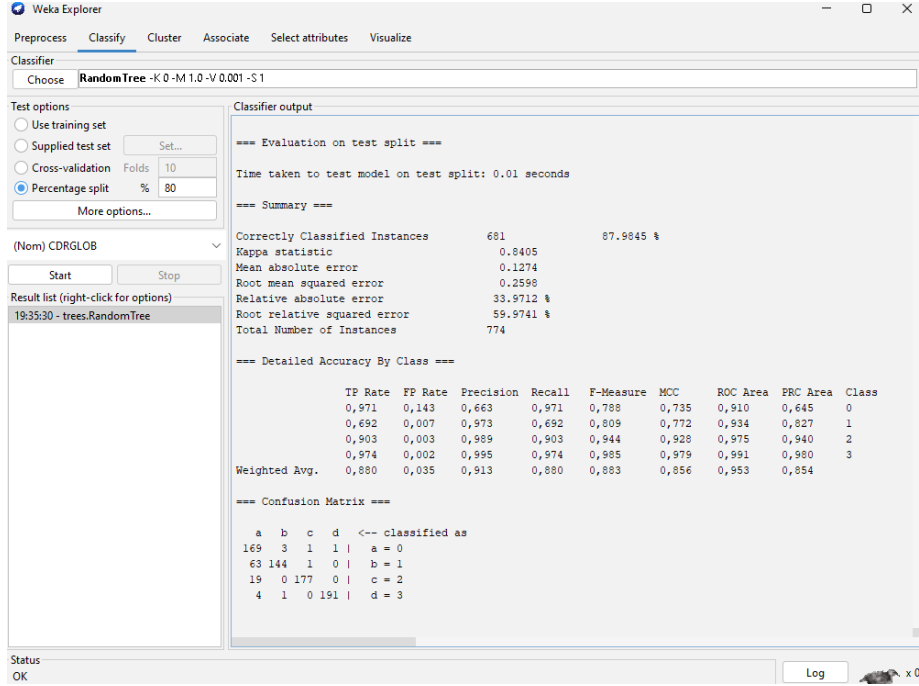 Weka Explorer
Preprocess Classify Cluster Associate Select attributes Visualize
Classifier
Choose RandomTree -K 0 -M 1.0 -V 0.001 -S 1
Test options
Use training set
Supplied test set Set...
Cross-validation Folds 10
Percentage split % 80
More options...
(Nom) CDRGLOB
Start Stop
Result list (right-click for options)
19:35:30 - trees.RandomTree
Classifier output
=== Evaluation on test split ===
Time taken to test model on test split: 0.01 seconds
=== Summary ===
Correctly Classified Instances 681 87.9845 %
Kappa statistic 0.8405
Mean absolute error 0.1274
Root mean squared error 0.2598
Relative absolute error 33.9712 %
Root relative squared error 59.9741 %
Total Number of Instances 774
=== Detailed Accuracy By Class ===
TP Rate FP Rate Precision Recall F-Measure MCC ROC Area PRC Area Class
0,971 0,143 0,663 0,971 0,788 0,735 0,910 0,645 0
0,692 0,007 0,973 0,692 0,809 0,772 0,934 0,827 1
0,903 0,003 0,989 0,903 0,944 0,928 0,975 0,940 2
0,974 0,002 0,995 0,974 0,985 0,979 0,991 0,980 3
Weighted Avg. 0,880 0,035 0,913 0,880 0,883 0,856 0,953 0,854
=== Confusion Matrix ===
a b c d <-- classified as
169 3 1 1 | a = 0
63 144 1 0 | b = 1
19 0 177 0 | c = 2
4 1 0 191 | d = 3
Status
OK
Log x 0